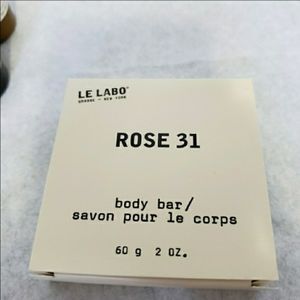 LE LABO®
GRASSE - NEW YORK
ROSE 31
body bar/
savon pour le corps
60 g 2 OZ.